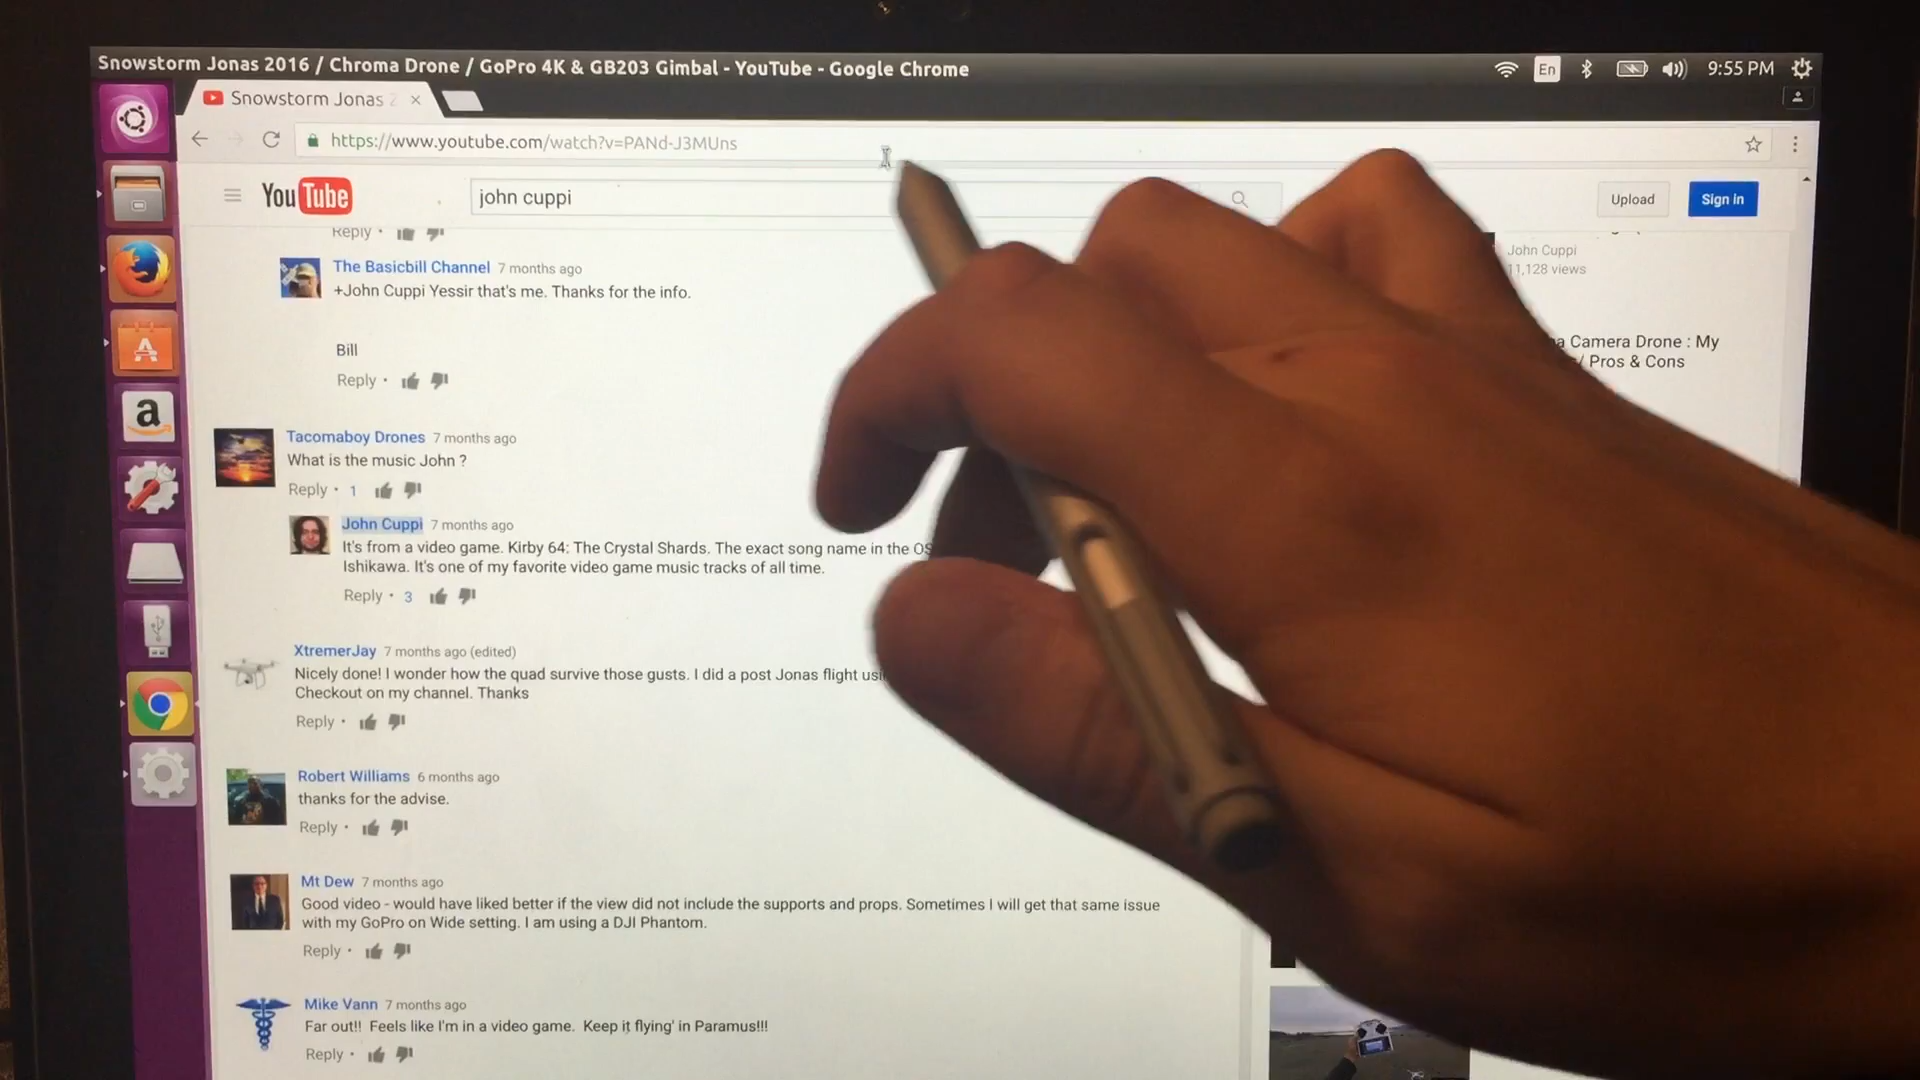 Snowstorm Jonas 2016 / Chroma Drone / GoPro 4K & GB203 Gimbal - YouTube - Google Chrome
En
9:55 PM
Snowstorm Jonas 2
https://www.youtube.com/watch?v=PANd-J3MUns
YouTube
john cuppi
Upload
Sign in
Reply
John Cuppi
11,128 views
The Basicbill Channel 7 months ago
+John Cuppi Yessir that's me. Thanks for the info.
Bill
Reply
Camera Drone : My
/ Pros & Cons
Tacomaboy Drones 7 months ago
What is the music John ?
Reply · 1
John Cuppi 7 months ago
It's from a video game. Kirby 64: The Crystal Shards. The exact song name in the
Ishikawa. It's one of my favorite video game music tracks of all time.
Reply · 3
XtremerJay 7 months ago (edited)
Nicely done! I wonder how the quad survive those gusts. I did a post Jonas flight
Checkout on my channel. Thanks
Reply ·
Robert Williams 6 months ago
thanks for the advise.
Reply ·
Mt Dew 7 months ago
Good video - would have liked better if the view did not include the supports and props. Sometimes I will get that same issue
with my GoPro on Wide setting. I am using a DJI Phantom.
Reply ·
Mike Vann 7 months ago
Far out!! Feels like I'm in a video game. Keep it flying' in Paramus!!!
Reply ·